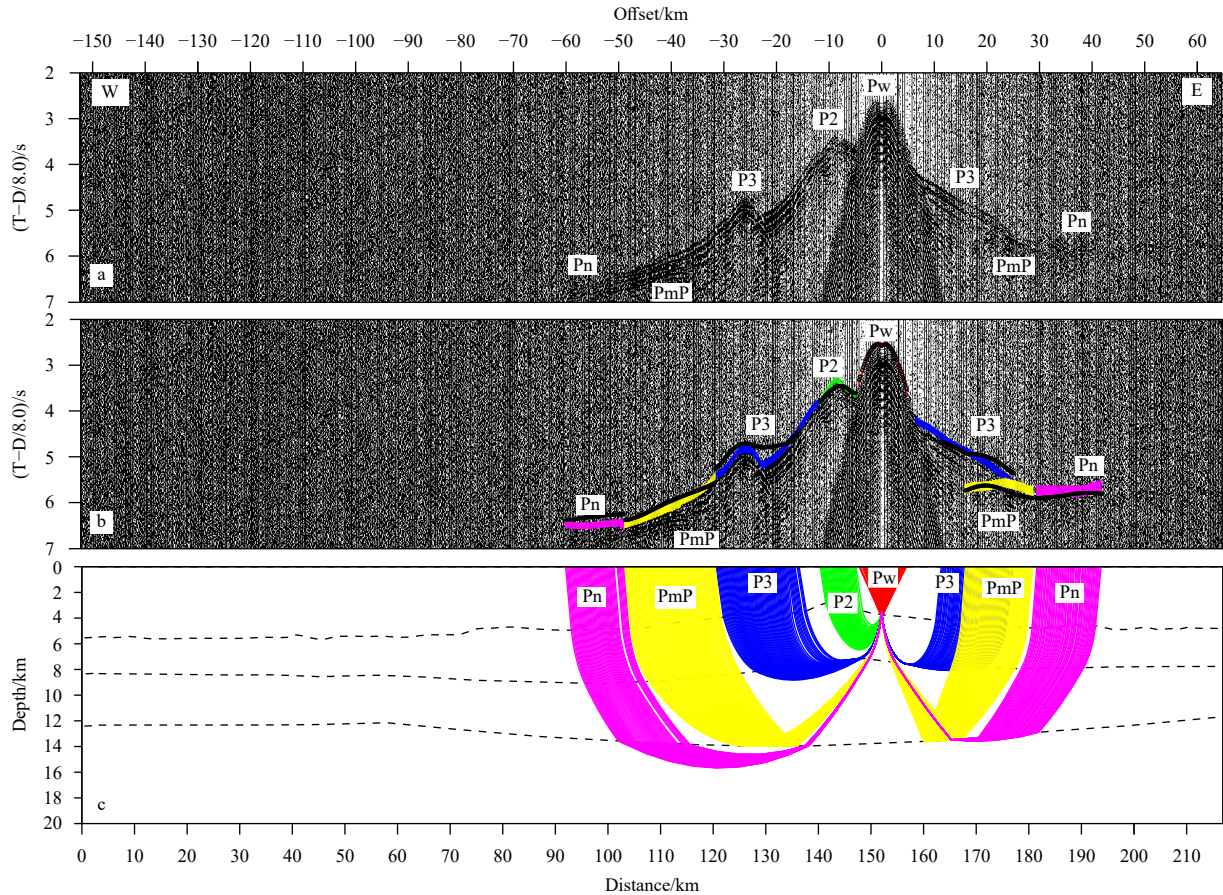 Offset/km
−150 −140 −130 −120 −110 −100 −90 −80 −70 −60 −50 −40 −30 −20 −10 0 10 20 30 40 50 60
2
W Pw E
3
P2
4
P3 P3
(T−D/8.0)/s
5
Pn
6
Pn PmP
a
PmP
7
2
Pw
3
P2
4
P3 P3
(T−D/8.0)/s
5
Pn
6
Pn
b PmP
PmP
7
0
Pn PmP P3 P2 Pw P3 PmP Pn
2
4
6
8
Depth/km
10
12
14
16
18
c
20
0 10 20 30 40 50 60 70 80 90 100 110 120 130 140 150 160 170 180 190 200 210
Distance/km